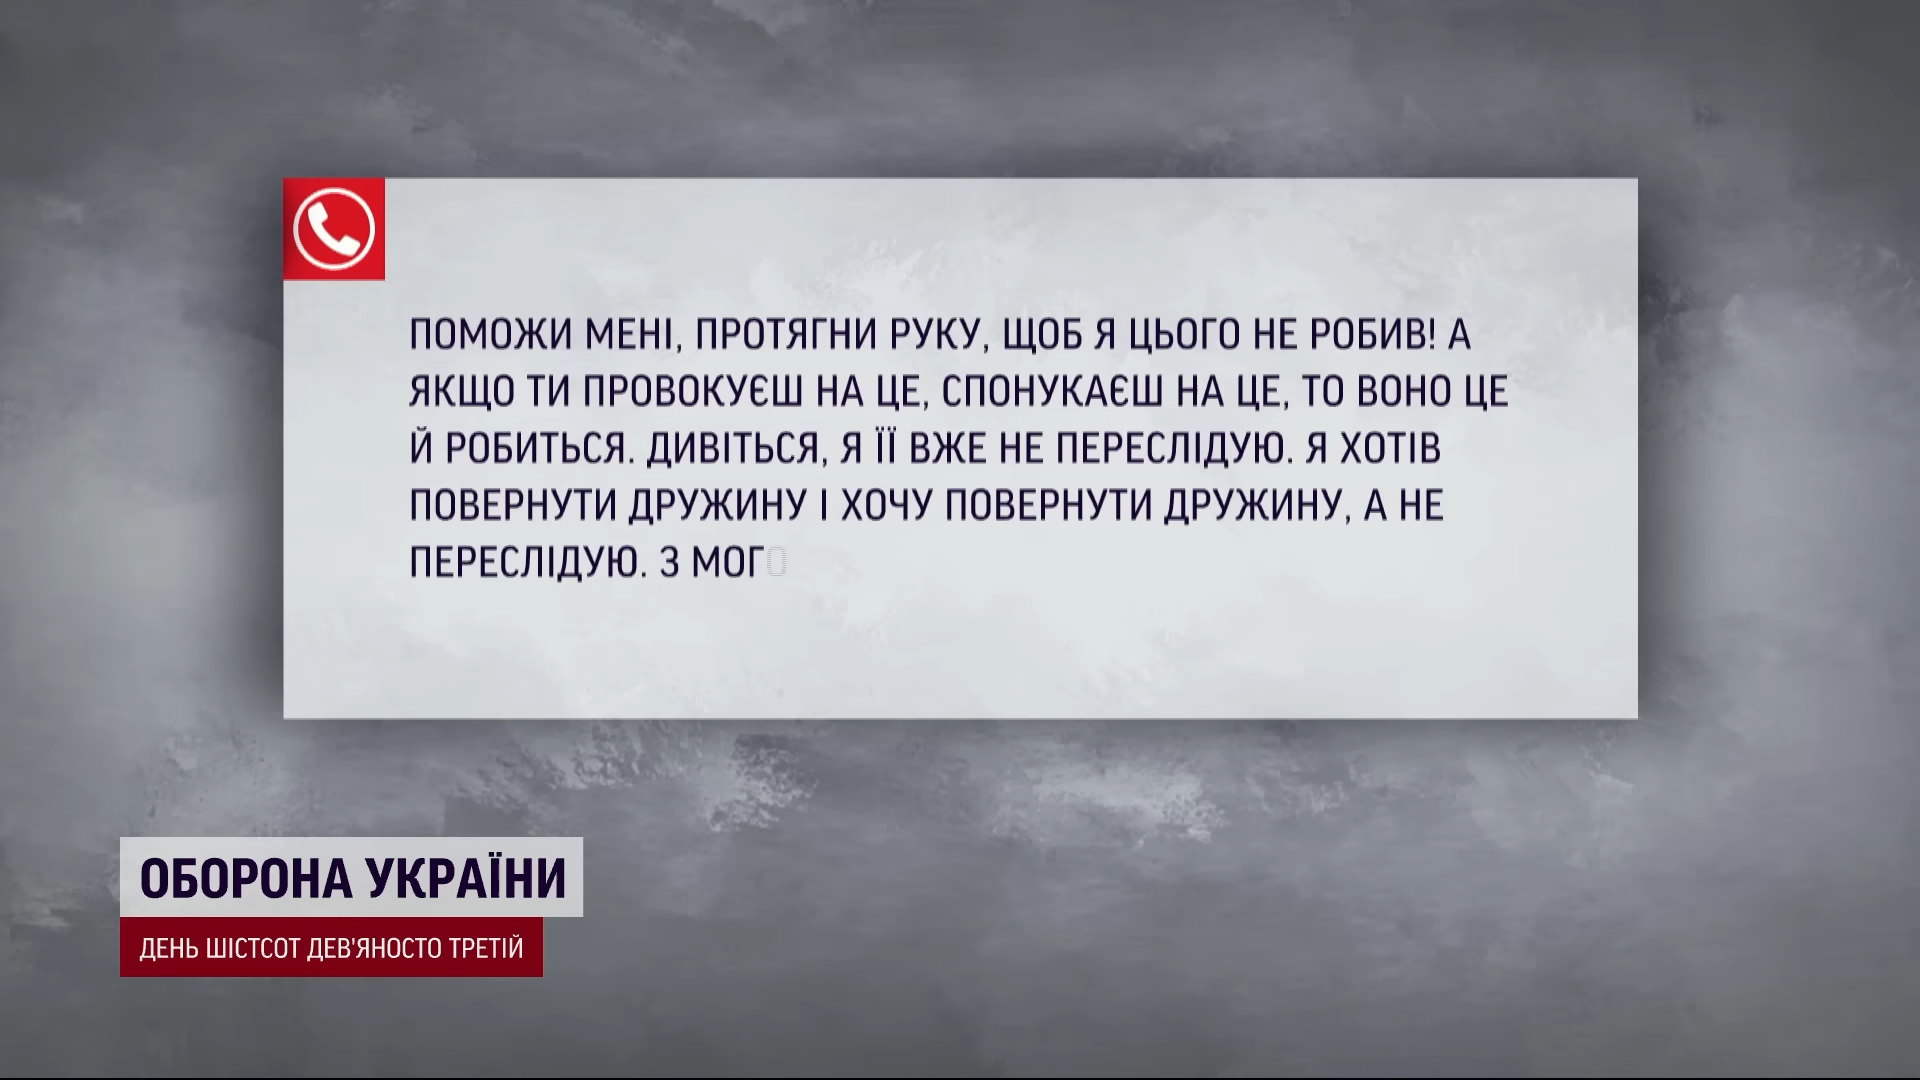 ПОМОЖИ МЕНІ, ПРОТЯГНИ РУКУ, ЩОБ Я ЦЬОГО НЕ РОБИВ! А
ЯКЩО ТИ ПРОВОКУЄШ НА ЦЕ, СПОНУКАЄШ НА ЦЕ, ТО ВОНО ЦЕ
Й РОБИТЬСЯ. ДИВІТЬСЯ, Я ЇЇ ВЖЕ НЕ ПЕРЕСЛІДУЮ. Я ХОТІВ
ПОВЕРНУТИ ДРУЖИНУ І ХОЧУ ПОВЕРНУТИ ДРУЖИНУ, А НЕ
ПЕРЕСЛІДУЮ. З МОГО
ОБОРОНА УКРАЇНИ
ДЕНЬ ШІСТСОТ ДЕВ'ЯНОСТО ТРЕТІЙ